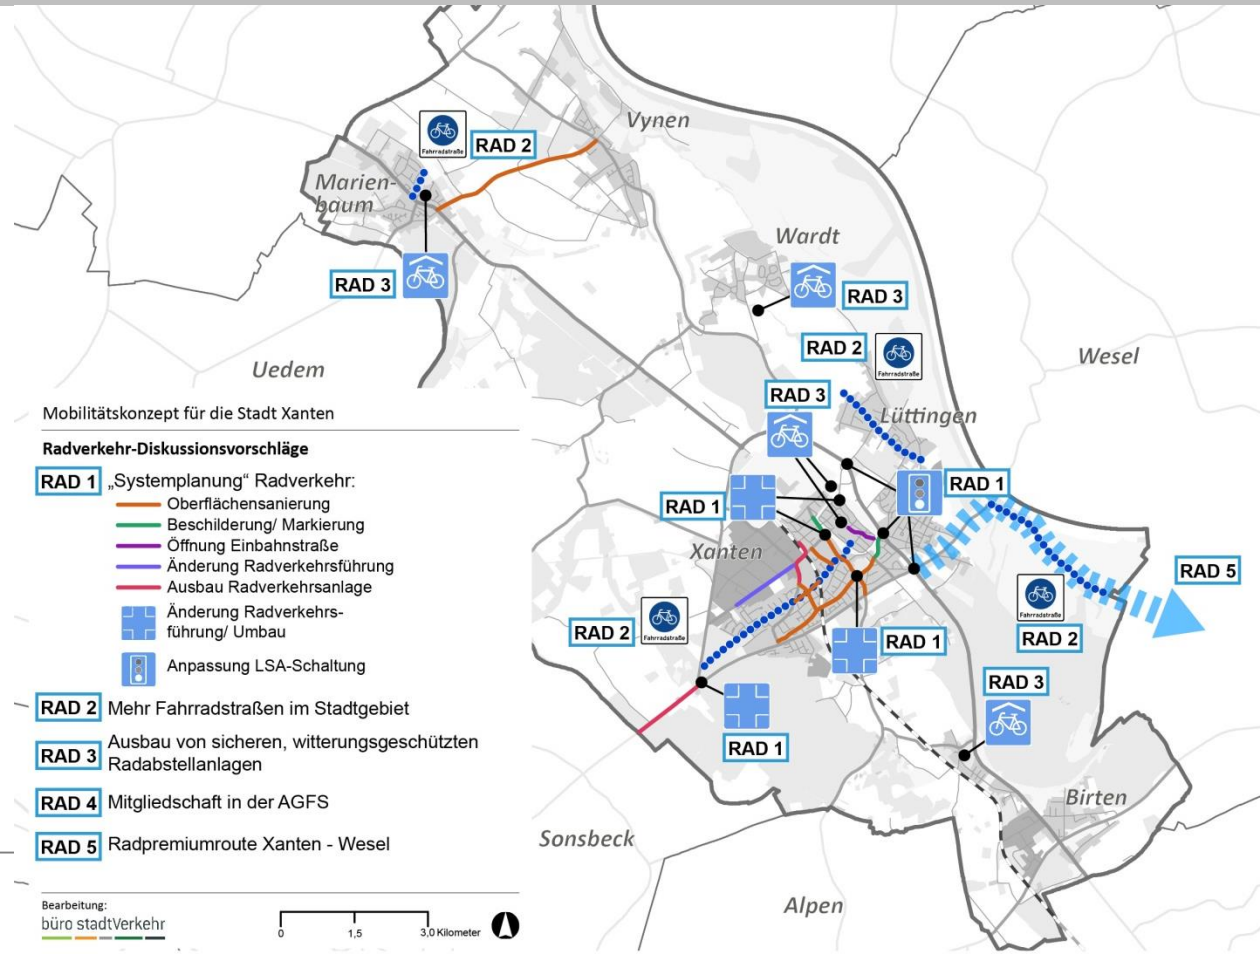 Vynen
Fahrradstraße
RAD 2
Marien-
baum
Wardt
RAD 3
RAD 3
RAD 2
Fahrradstraße
Wesel
Uedem
RAD 3
Lüttingen
RAD 1
RAD 1
Xanten
RAD 5
Fahrradstraße
RAD 2
Fahrradstraße
RAD 2
RAD 1
RAD 3
RAD 1
Birten
Sonsbeck
Alpen
Mobilitätskonzept für die Stadt Xanten
Radverkehr-Diskussionsvorschläge
RAD 1 „Systemplanung“ Radverkehr:
Oberflächensanierung
Beschilderung/ Markierung
Öffnung Einbahnstraße
Änderung Radverkehrsführung
Ausbau Radverkehrsanlage
Änderung Radverkehrs-
führung/ Umbau
Anpassung LSA-Schaltung
RAD 2 Mehr Fahrradstraßen im Stadtgebiet
RAD 3 Ausbau von sicheren, witterungsgeschützten
Radabstellanlagen
RAD 4 Mitgliedschaft in der AGFS
RAD 5 Radpremiumroute Xanten - Wesel
Bearbeitung:
büro stadtVerkehr
0 1,5 3,0 Kilometer